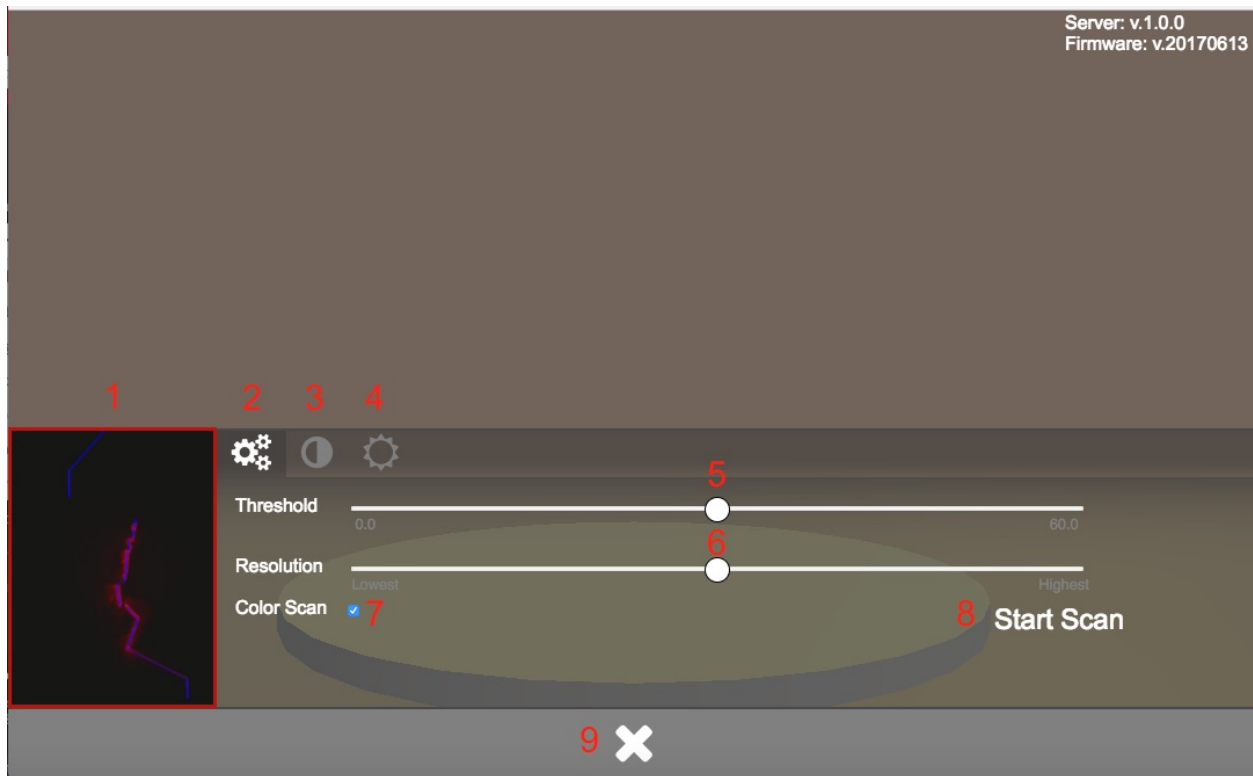 Server: v.1.0.0
Firmware: v.20170613
1
2 3 4
5
Threshold
0.0 60.0
6
Resolution
Lowest Highest
Color Scan 7
8 Start Scan
9